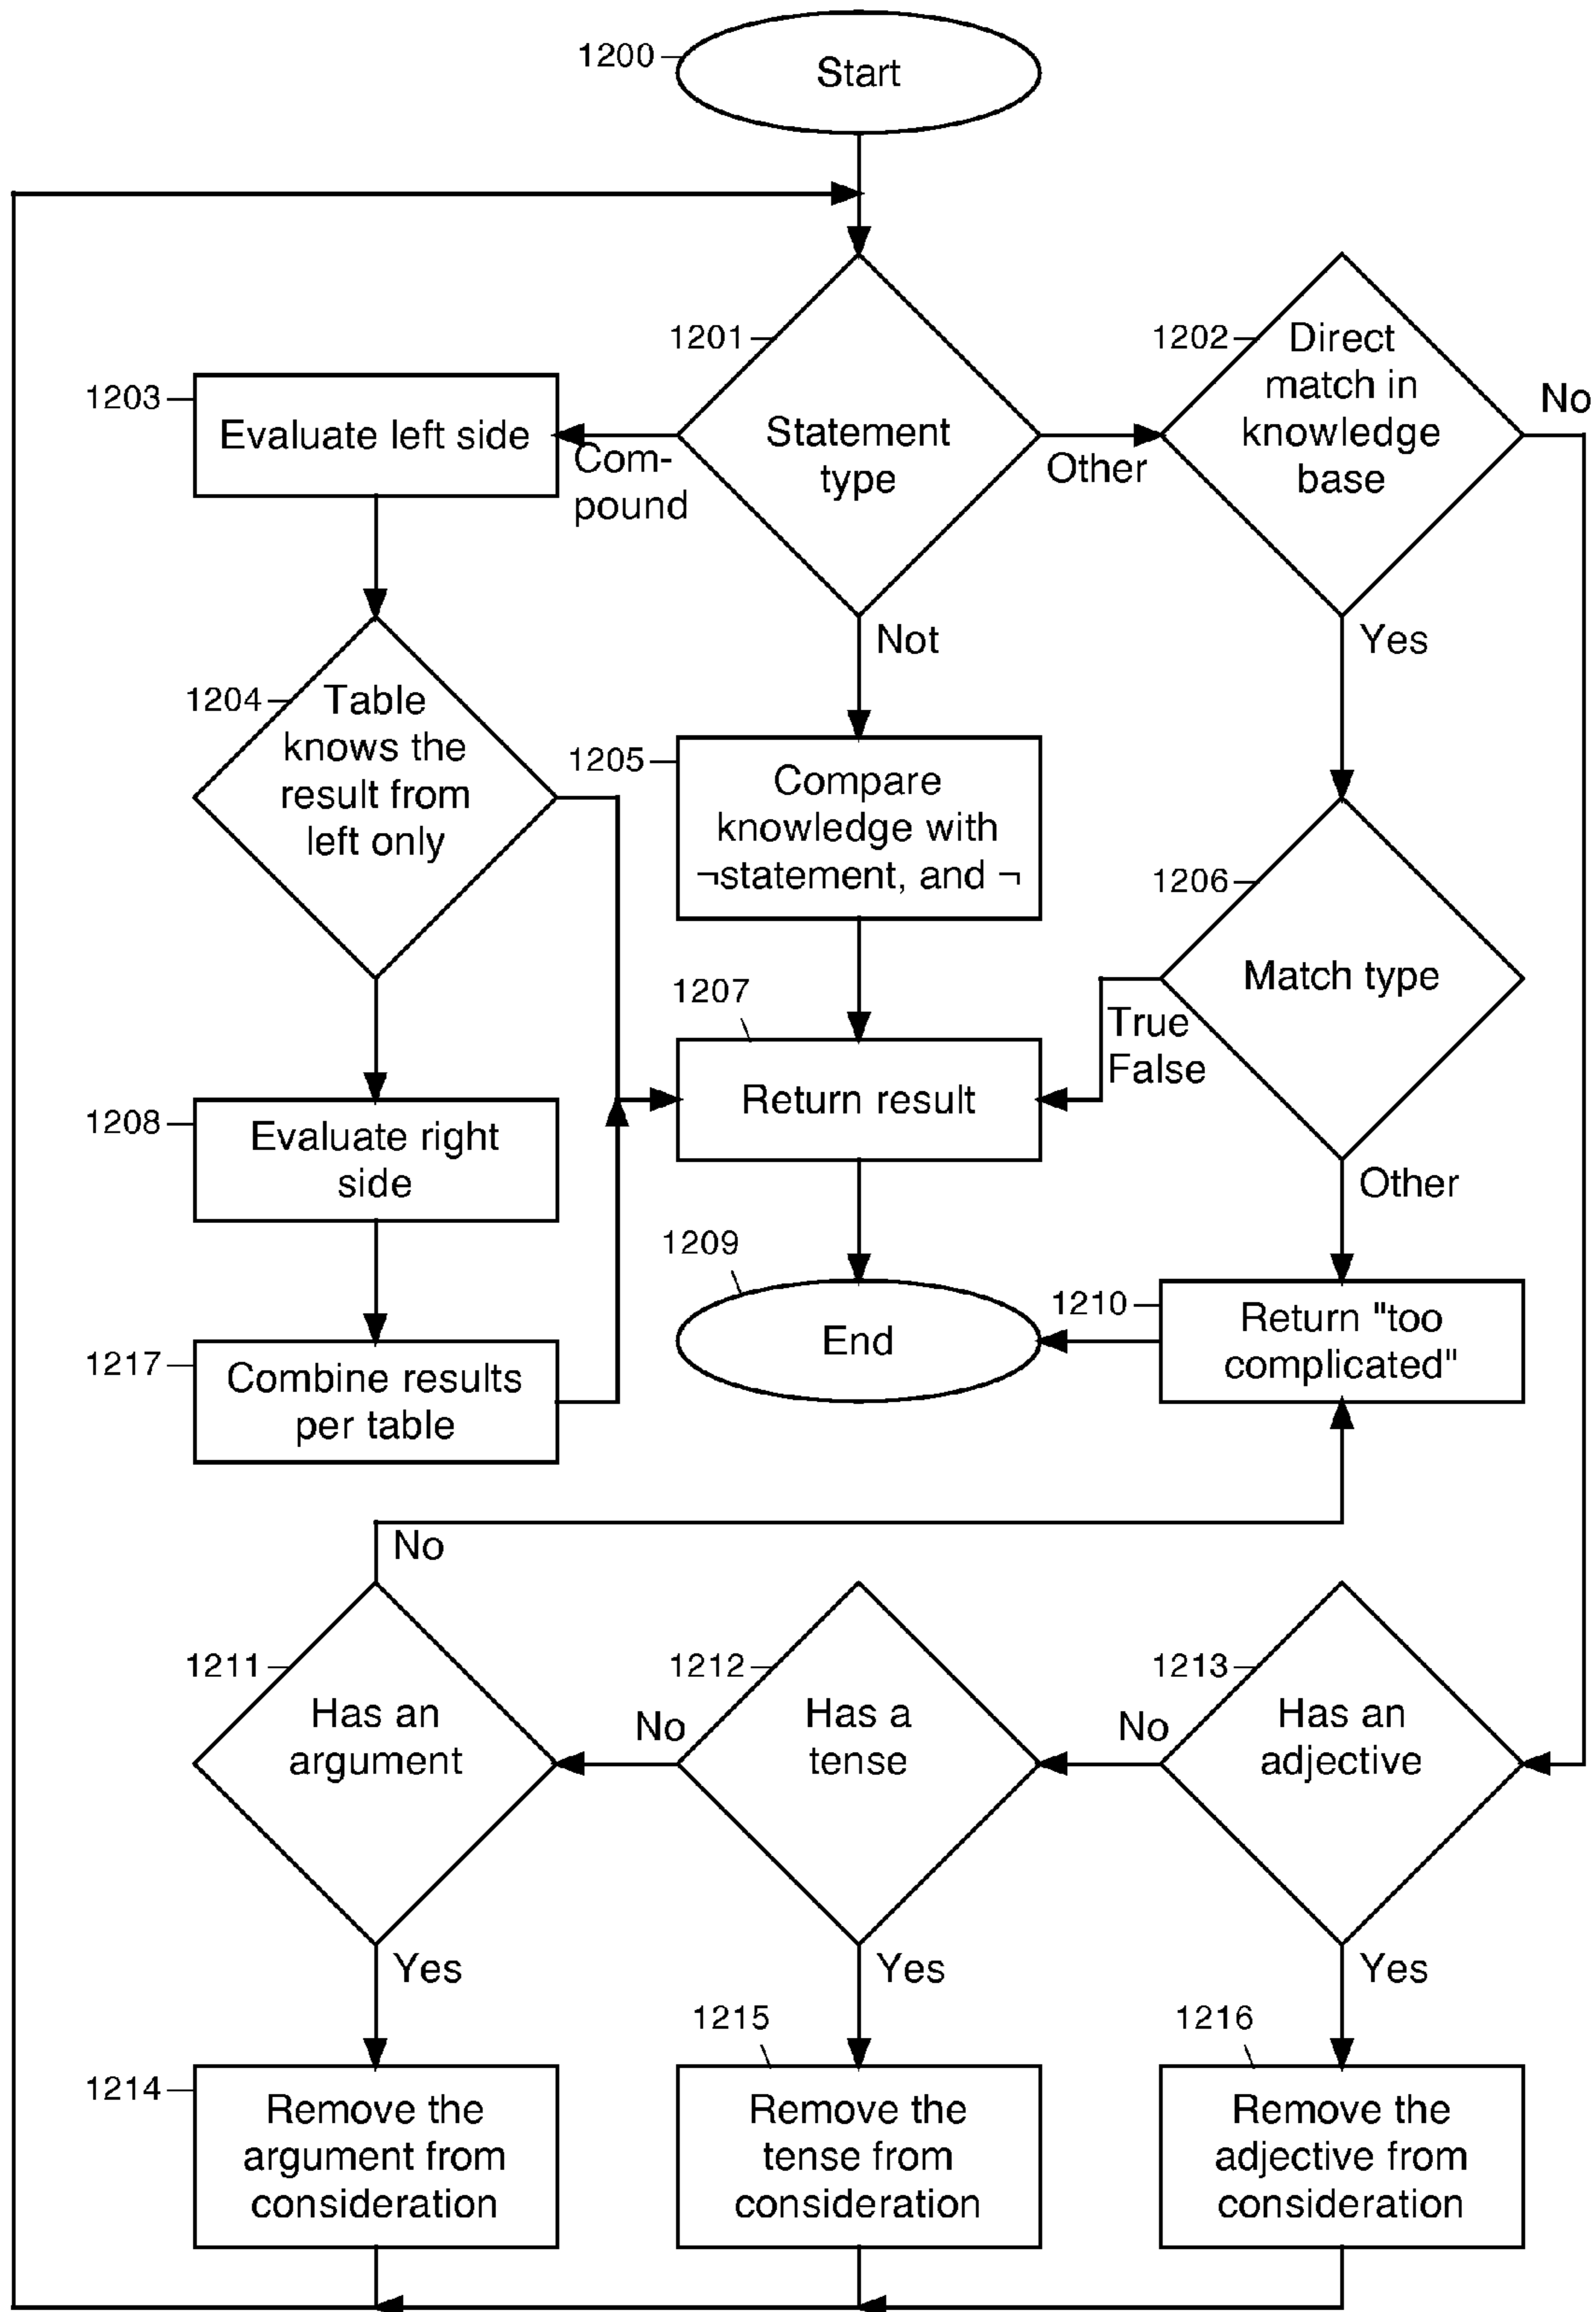 1200
Start
1201
Statement
type
1202
Direct
match in
knowledge
base
No
1203
Evaluate left side
Com-
pound
Other
Not
Yes
1204
Table
knows the
result from
left only
1205
Compare
knowledge with
¬statement, and ¬
1206
Match type
1207
Return result
True
False
1208
Evaluate right
side
Other
1209
End
1210
Return "too
complicated"
1217
Combine results
per table
No
1211
Has an
argument
No
1212
Has a
tense
No
1213
Has an
adjective
Yes
Yes
Yes
1214
Remove the
argument from
consideration
1215
Remove the
tense from
consideration
1216
Remove the
adjective from
consideration